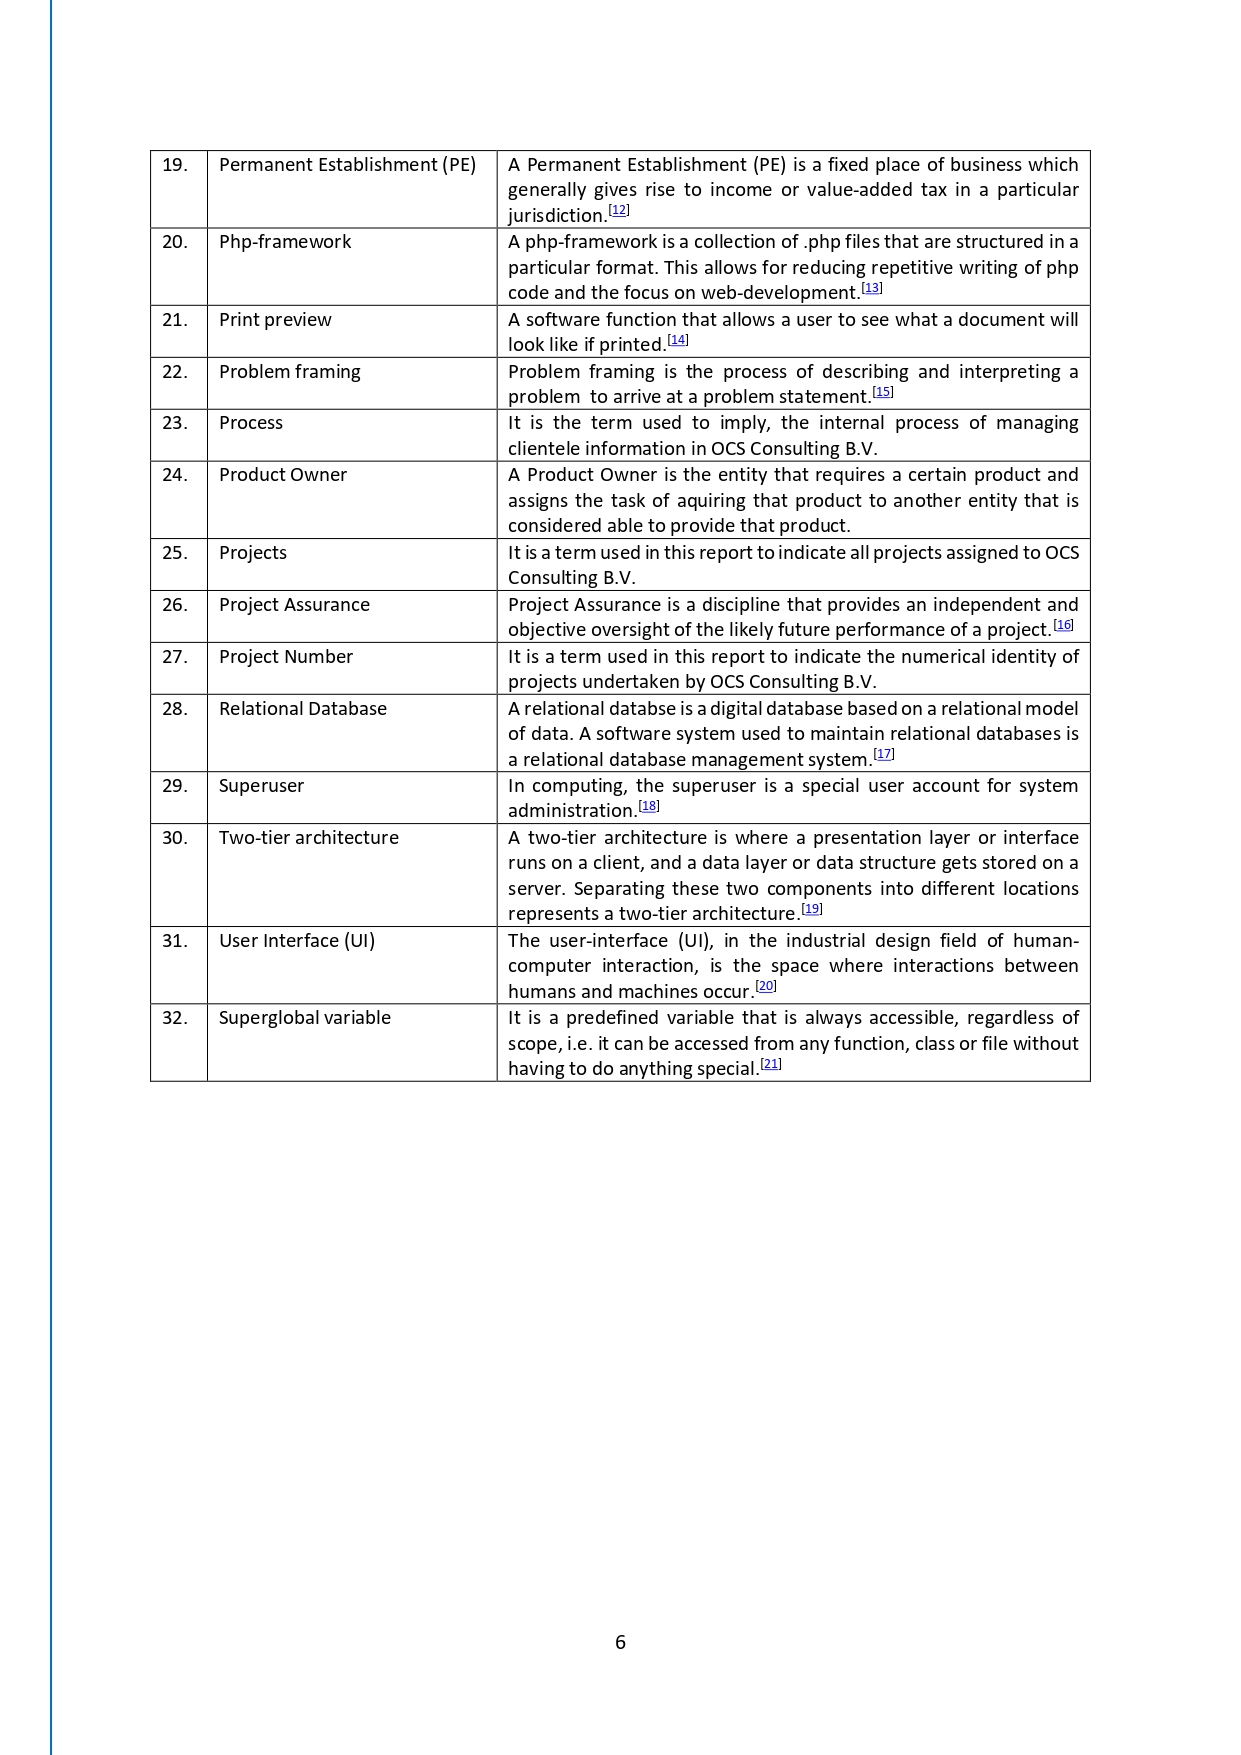 19. Permanent Establishment (PE) A Permanent Establishment (PE) is a fixed place of business which
generally gives rise to income or value-added tax in a particular
jurisdiction.[12]
20. Php-framework A php-framework is a collection of .php files that are structured in a
particular format. This allows for reducing repetitive writing of php
code and the focus on web-development.[13]
21. Print preview A software function that allows a user to see what a document will
look like if printed.[14]
22. Problem framing Problem framing is the process of describing and interpreting a
problem  to arrive at a problem statement.[15]
23. Process It is the term used to imply, the internal process of managing
clientele information in OCS Consulting B.V.
24. Product Owner A Product Owner is the entity that requires a certain product and
assigns the task of aquiring that product to another entity that is
considered able to provide that product.
25. Projects It is a term used in this report to indicate all projects assigned to OCS
Consulting B.V.
26. Project Assurance Project Assurance is a discipline that provides an independent and
objective oversight of the likely future performance of a project.[16]
27. Project Number It is a term used in this report to indicate the numerical identity of
projects undertaken by OCS Consulting B.V.
28. Relational Database A relational databse is a digital database based on a relational model
of data. A software system used to maintain relational databases is
a relational database management system.[17]
29. Superuser In computing, the superuser is a special user account for system
administration.[18]
30. Two-tier architecture A two-tier architecture is where a presentation layer or interface
runs on a client, and a data layer or data structure gets stored on a
server. Separating these two components into different locations
represents a two-tier architecture.[19]
31. User Interface (UI) The user-interface (UI), in the industrial design field of human-
computer interaction, is the space where interactions between
humans and machines occur.[20]
32. Superglobal variable It is a predefined variable that is always accessible, regardless of
scope, i.e. it can be accessed from any function, class or file without
having to do anything special.[21]
6